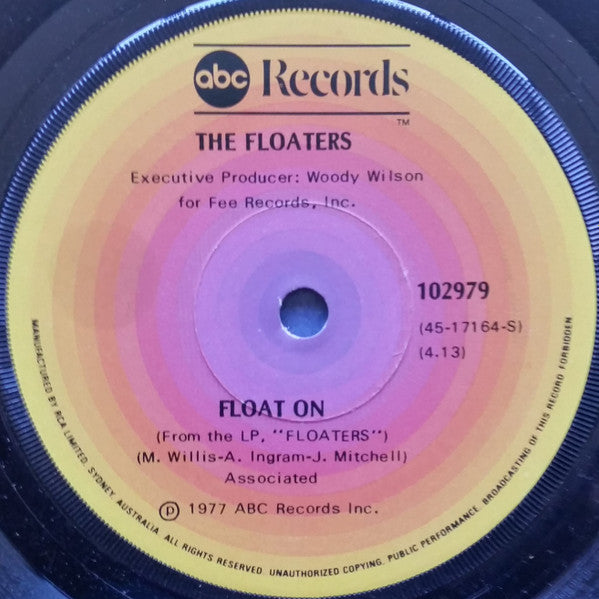 abc Records
TM
THE FLOATERS
Executive Producer: Woody Wilson
for Fee Records, Inc.
102979
(45-17164-S)
(4.13)
FLOAT ON
(From the LP, "FLOATERS")
(M. Willis-A. Ingram-J. Mitchell)
Associated
℗ 1977 ABC Records Inc.
MANUFACTURED BY RCA LIMITED, SYDNEY, AUSTRALIA. ALL RIGHTS RESERVED. UNAUTHORIZED COPYING, PUBLIC PERFORMANCE, BROADCASTING OF THIS RECORD FORBIDDEN